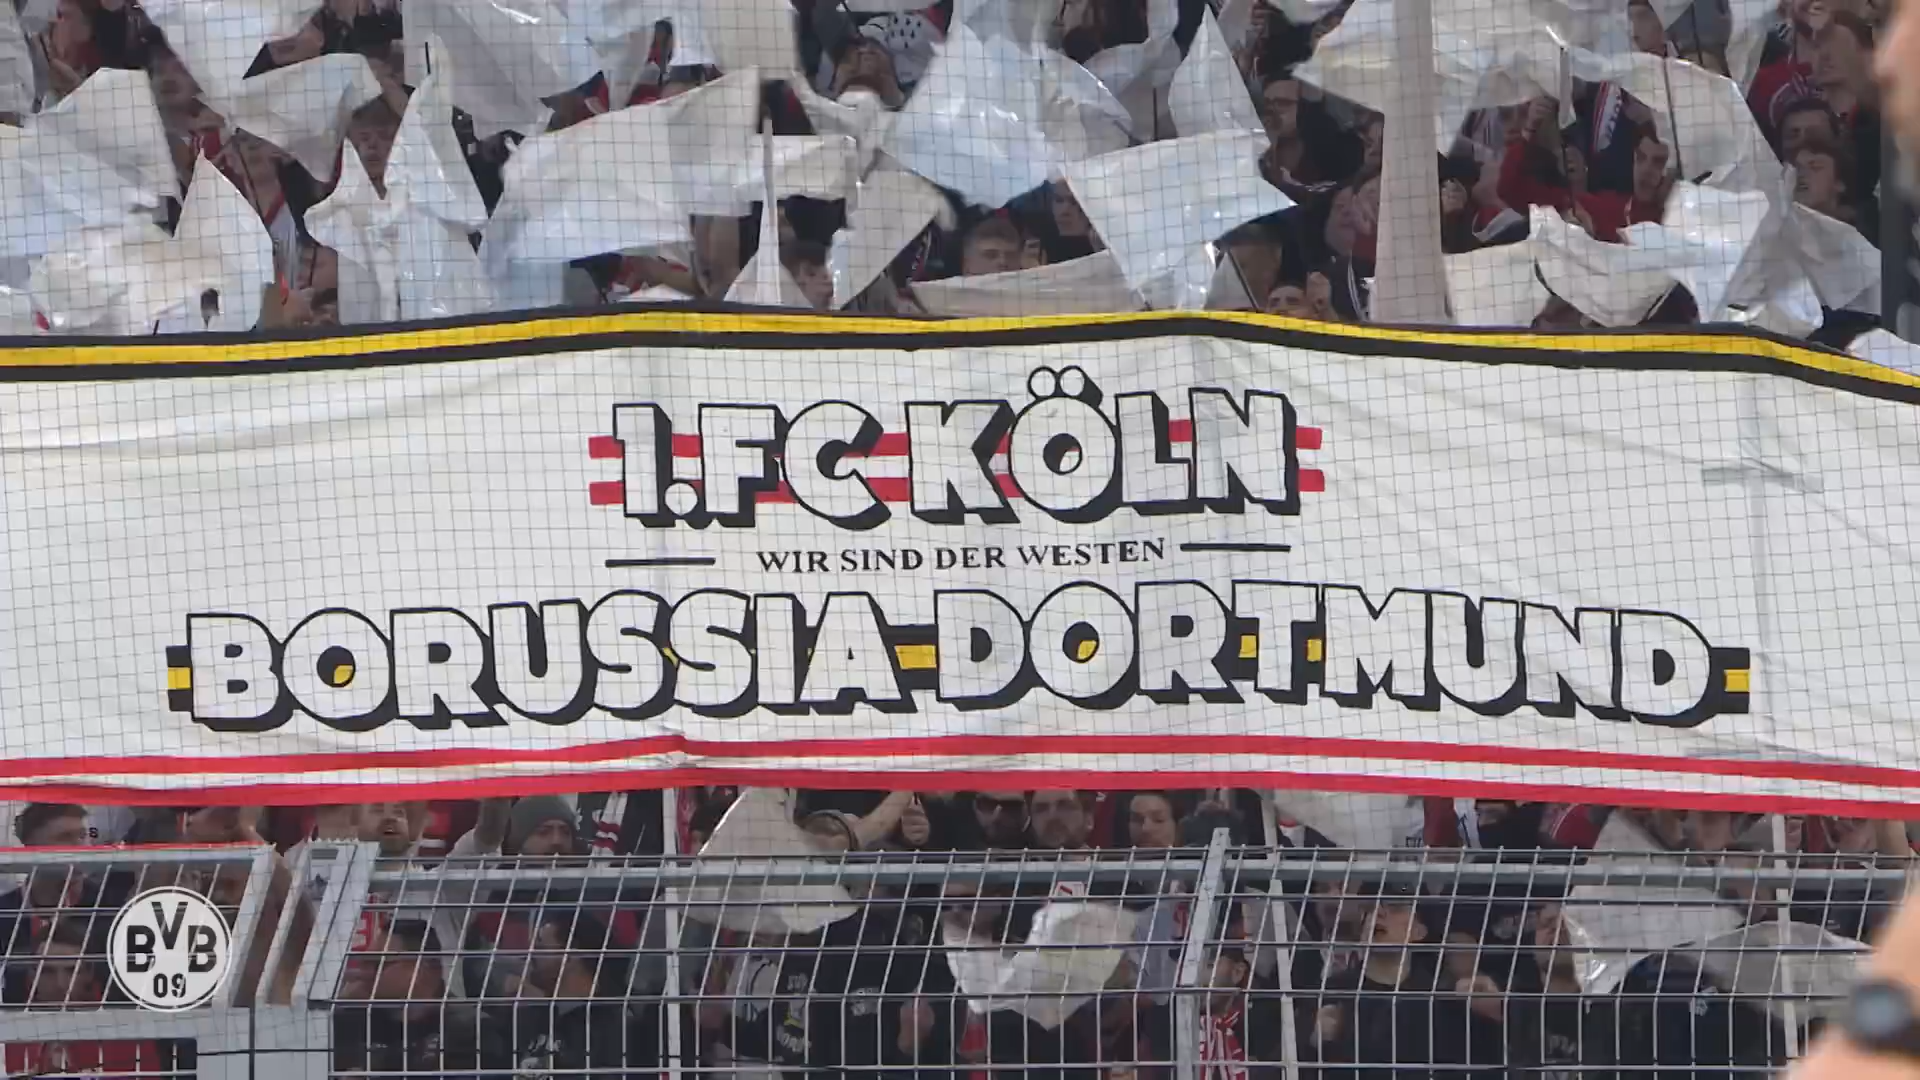 1.FC KÖLN
WIR SIND DER WESTEN
BORUSSIA DORTMUND
BVB
09